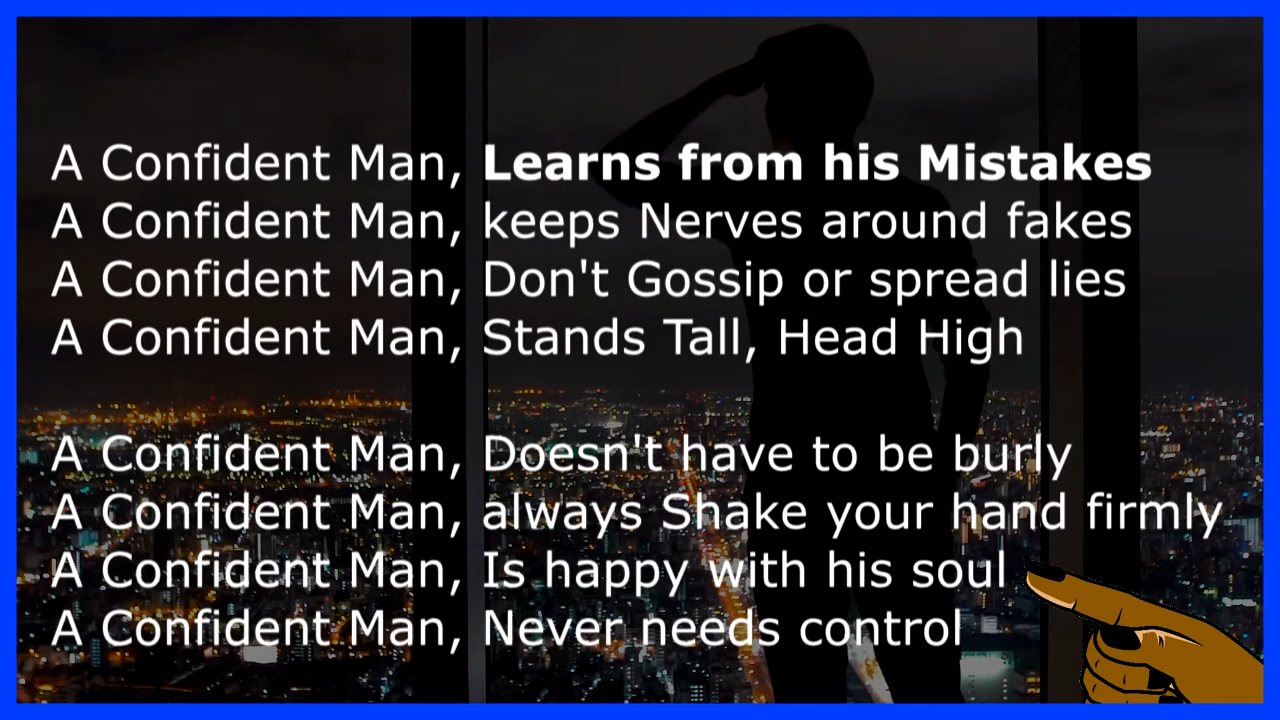 A Confident Man, Learns from his Mistakes
A Confident Man, keeps Nerves around fakes
A Confident Man, Don't Gossip or spread lies
A Confident Man, Stands Tall, Head High
A Confident Man, Doesn't have to be burly
A Confident Man, always Shake your hand firmly
A Confident Man, Is happy with his soul
A Confident Man, Never needs control